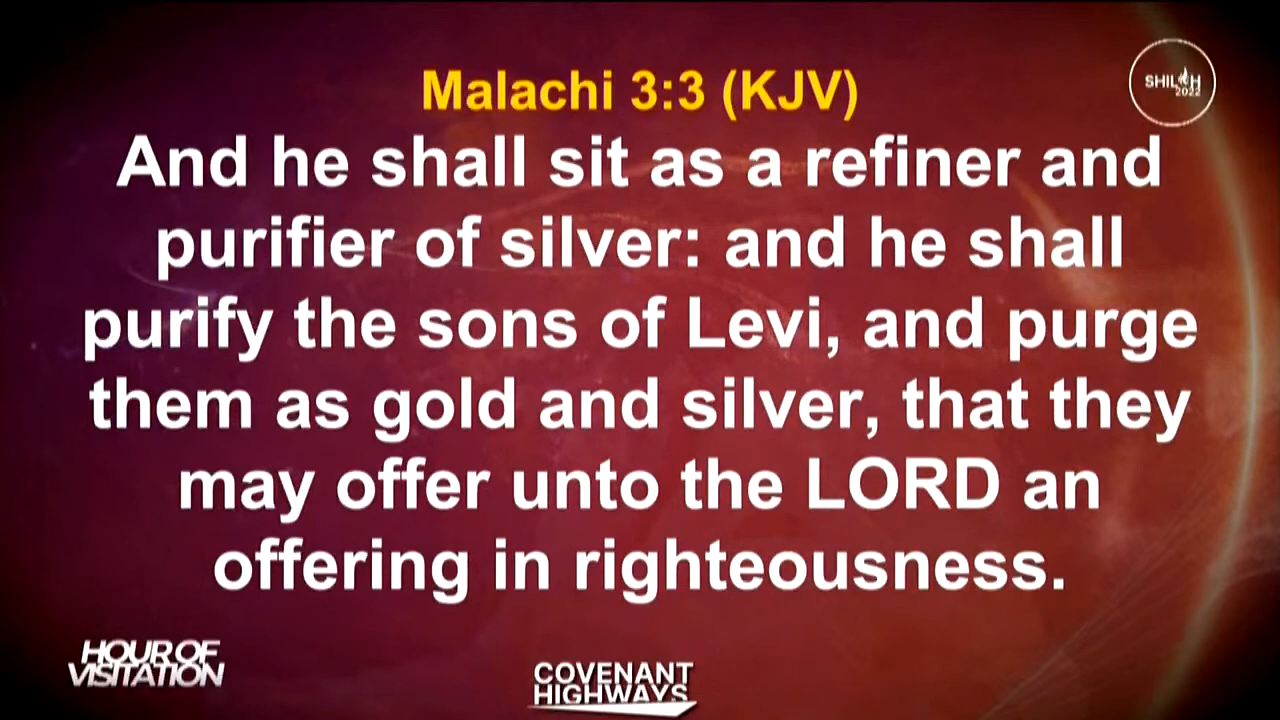 Malachi 3:3 (KJV)
SHILOH
2022
And he shall sit as a refiner and
purifier of silver: and he shall
purify the sons of Levi, and purge
them as gold and silver, that they
may offer unto the LORD an
offering in righteousness.
HOUR OF
VISITATION
COVENANT
HIGHWAYS